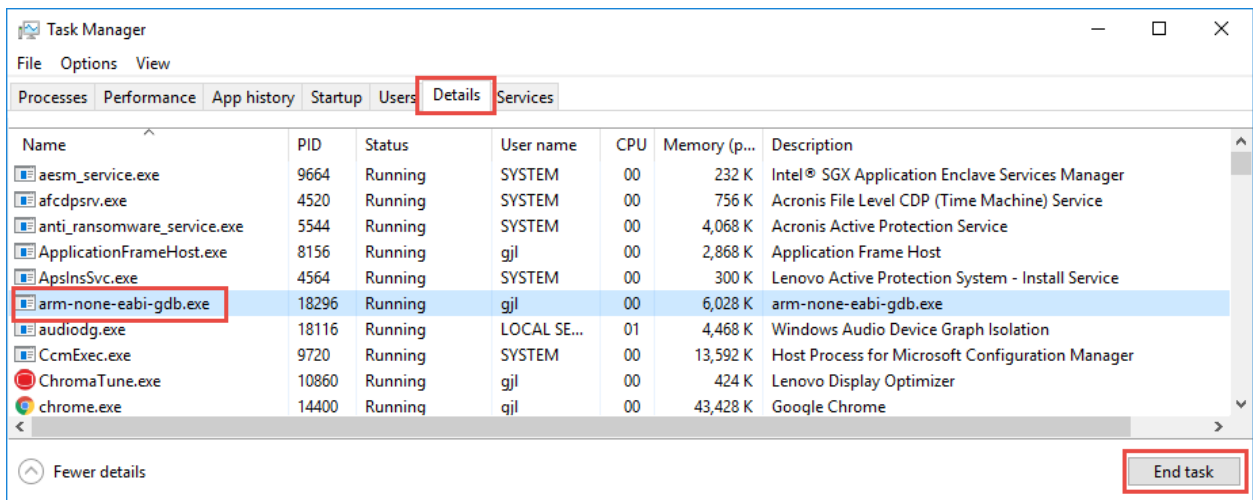 Task Manager
File Options View
Processes Performance App history Startup Users Details Services
Name PID Status User name CPU Memory (p... Description
aesm_service.exe 9664 Running SYSTEM 00 232 K Intel® SGX Application Enclave Services Manager
afcdpsrv.exe 4520 Running SYSTEM 00 756 K Acronis File Level CDP (Time Machine) Service
anti_ransomware_service.exe 5544 Running SYSTEM 00 4,068 K Acronis Active Protection Service
ApplicationFrameHost.exe 8156 Running gjl 00 2,868 K Application Frame Host
ApsInsSvc.exe 4564 Running SYSTEM 00 300 K Lenovo Active Protection System - Install Service
arm-none-eabi-gdb.exe 18296 Running gjl 00 6,028 K arm-none-eabi-gdb.exe
audiodg.exe 18116 Running LOCAL SE... 01 4,468 K Windows Audio Device Graph Isolation
CcmExec.exe 9720 Running SYSTEM 00 13,592 K Host Process for Microsoft Configuration Manager
ChromaTune.exe 10860 Running gjl 00 424 K Lenovo Display Optimizer
chrome.exe 14400 Running gjl 00 43,428 K Google Chrome
Fewer details End task